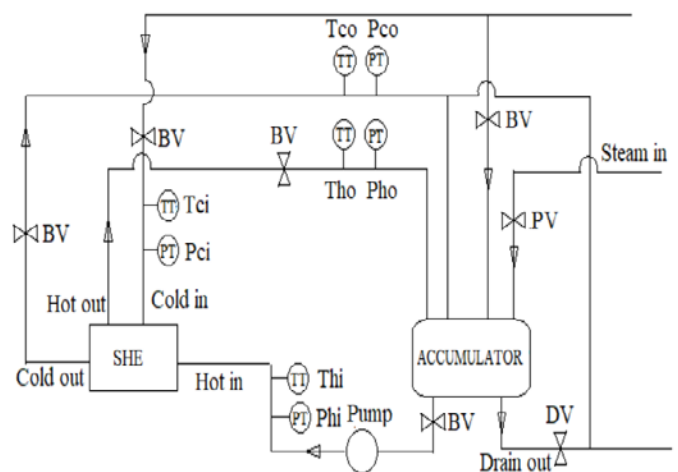 Tco Pco
TT PT
BV
BV
TT PT
BV
Steam in
Tho Pho
TT Tci
PV
BV
PT Pci
Hot out
Cold in
SHE
ACCUMULATOR
Cold out
Hot in
TT Thi
PT Phi
Pump
BV
DV
Drain out